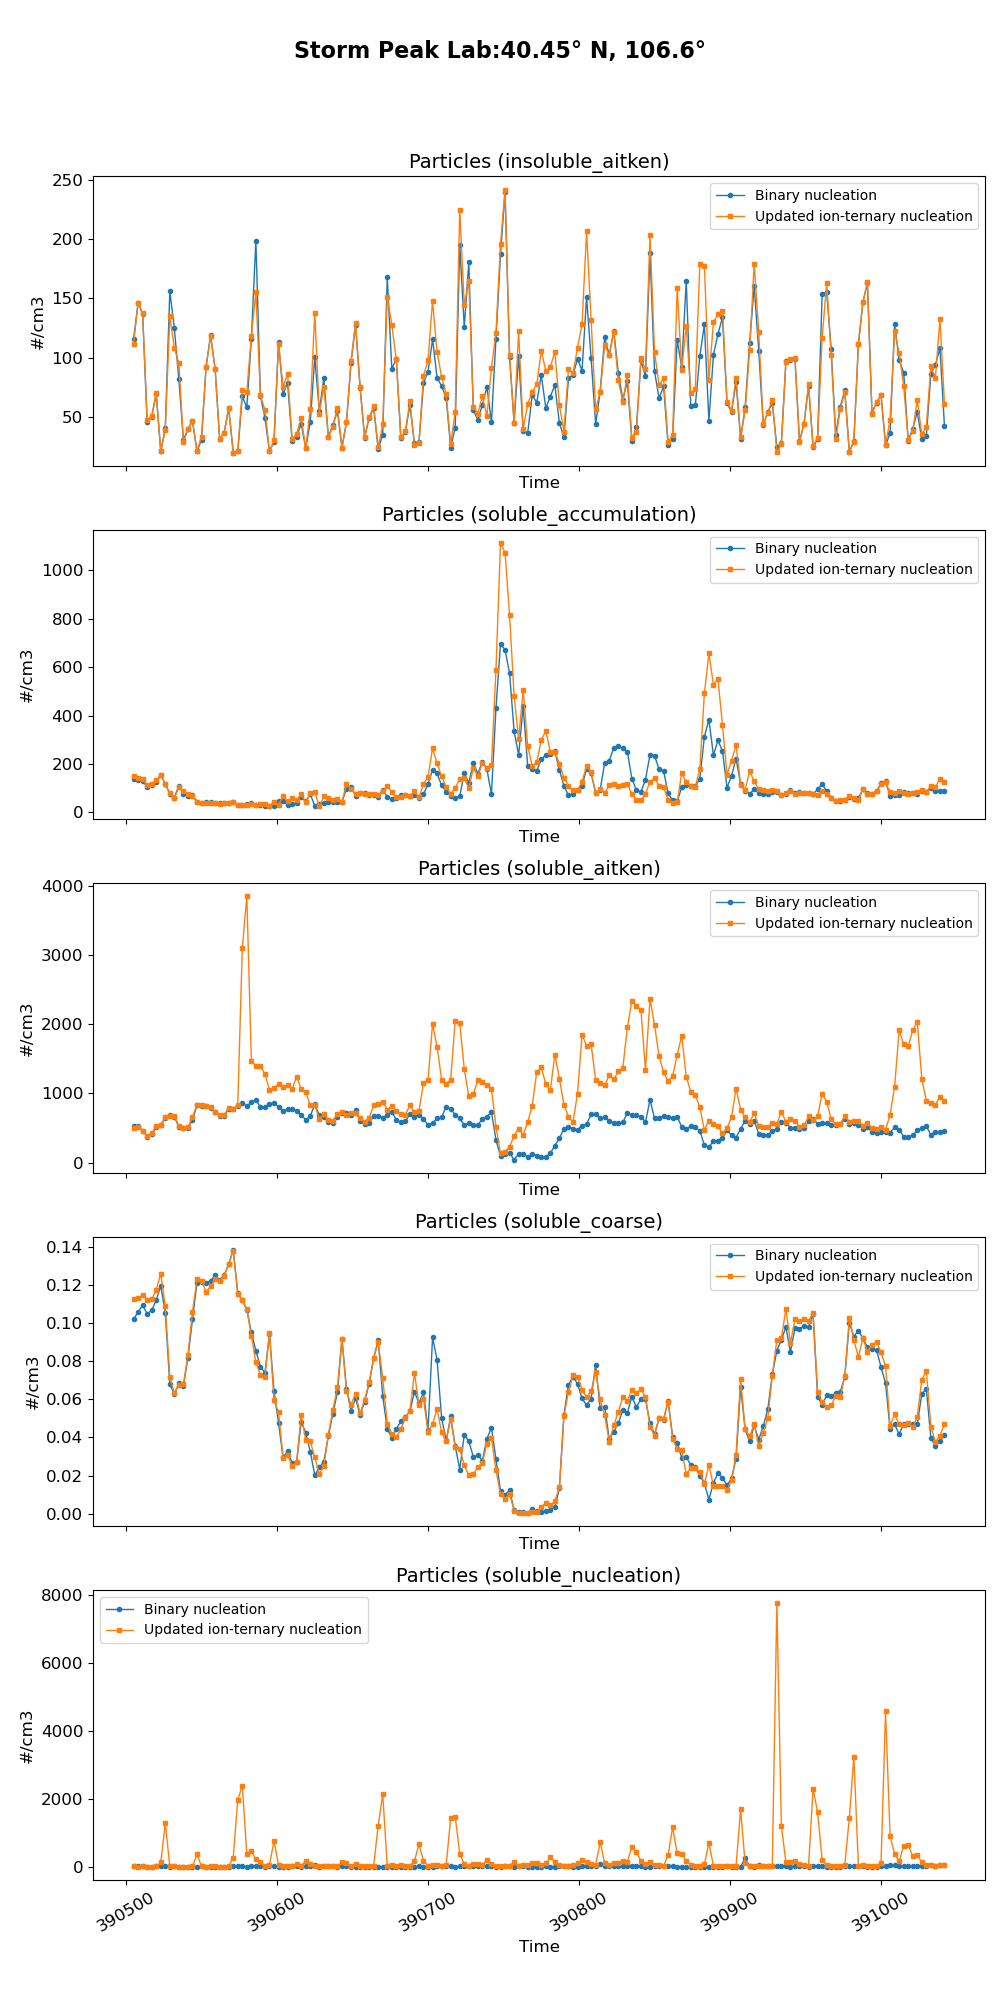 Storm Peak Lab:40.45° N, 106.6°
Particles (insoluble_aitken)
250
200
150
100
50
#/cm3
Binary nucleation
Updated ion-ternary nucleation
Time
Particles (soluble_accumulation)
1000
800
600
400
200
0
#/cm3
Binary nucleation
Updated ion-ternary nucleation
Time
Particles (soluble_aitken)
4000
3000
2000
1000
0
#/cm3
Binary nucleation
Updated ion-ternary nucleation
Time
Particles (soluble_coarse)
0.14
0.12
0.10
0.08
0.06
0.04
0.02
0.00
#/cm3
Binary nucleation
Updated ion-ternary nucleation
Time
Particles (soluble_nucleation)
8000
6000
4000
2000
0
#/cm3
Binary nucleation
Updated ion-ternary nucleation
390500 390600 390700 390800 390900 391000
Time